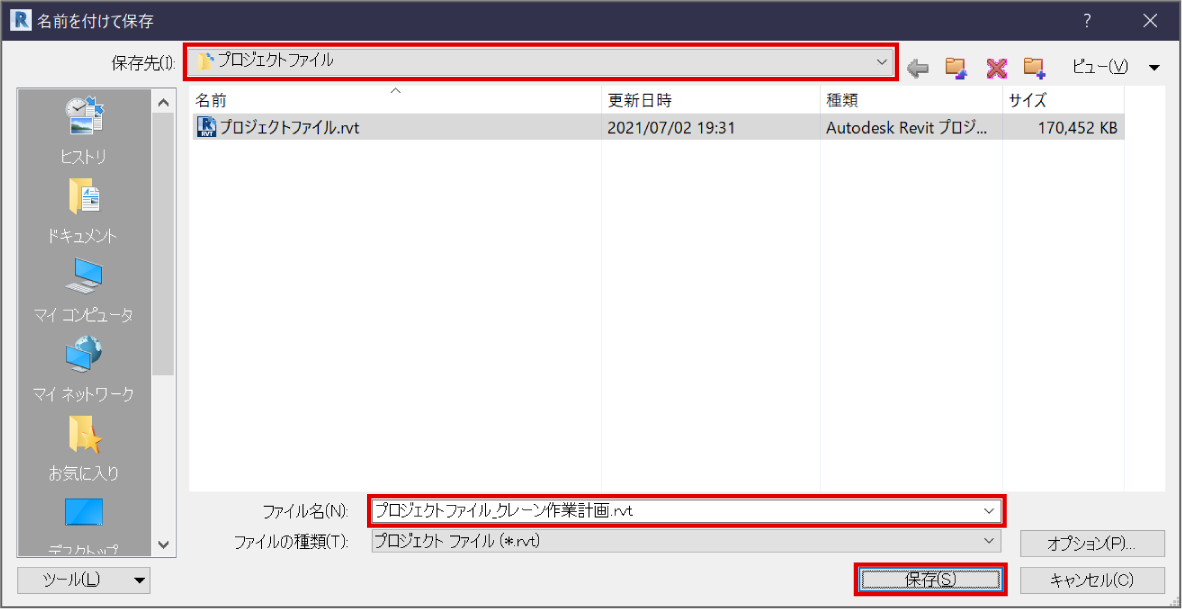 名前を付けて保存
保存先(I):
プロジェクトファイル
ビュー(V)
名前
更新日時
種類
サイズ
プロジェクトファイル.rvt
2021/07/02 19:31
Autodesk Revit プロジ...
170,452 KB
ヒストリ
ドキュメント
マイ コンピュータ
マイ ネットワーク
お気に入り
デスクトップ
ファイル名(N):
プロジェクトファイル_クレーン作業計画.rvt
ファイルの種類(T):
プロジェクト ファイル (*.rvt)
オプション(P)...
ツール(L)
保存(S)
キャンセル(C)